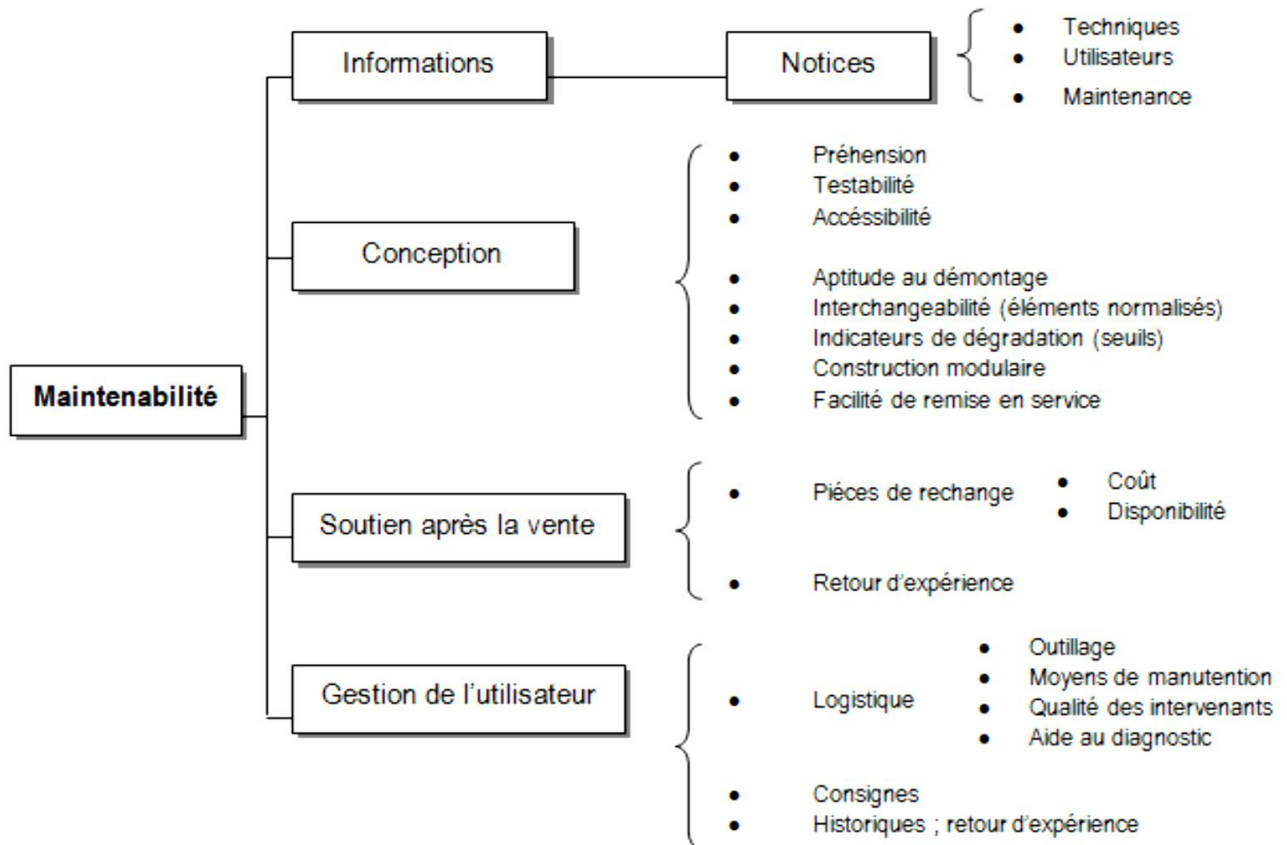 Informations
Notices
• Techniques
• Utilisateurs
• Maintenance
Conception
• Préhension
• Testabilité
• Accéssibilité
• Aptitude au démontage
• Interchangeabilité (éléments normalisés)
• Indicateurs de dégradation (seuils)
• Construction modulaire
• Facilité de remise en service
Maintenabilité
Soutien après la vente
• Piéces de rechange
• Coût
• Disponibilité
• Retour d'expérience
Gestion de l'utilisateur
• Logistique
• Outillage
• Moyens de manutention
• Qualité des intervenants
• Aide au diagnostic
• Consignes
• Historiques ; retour d'expérience